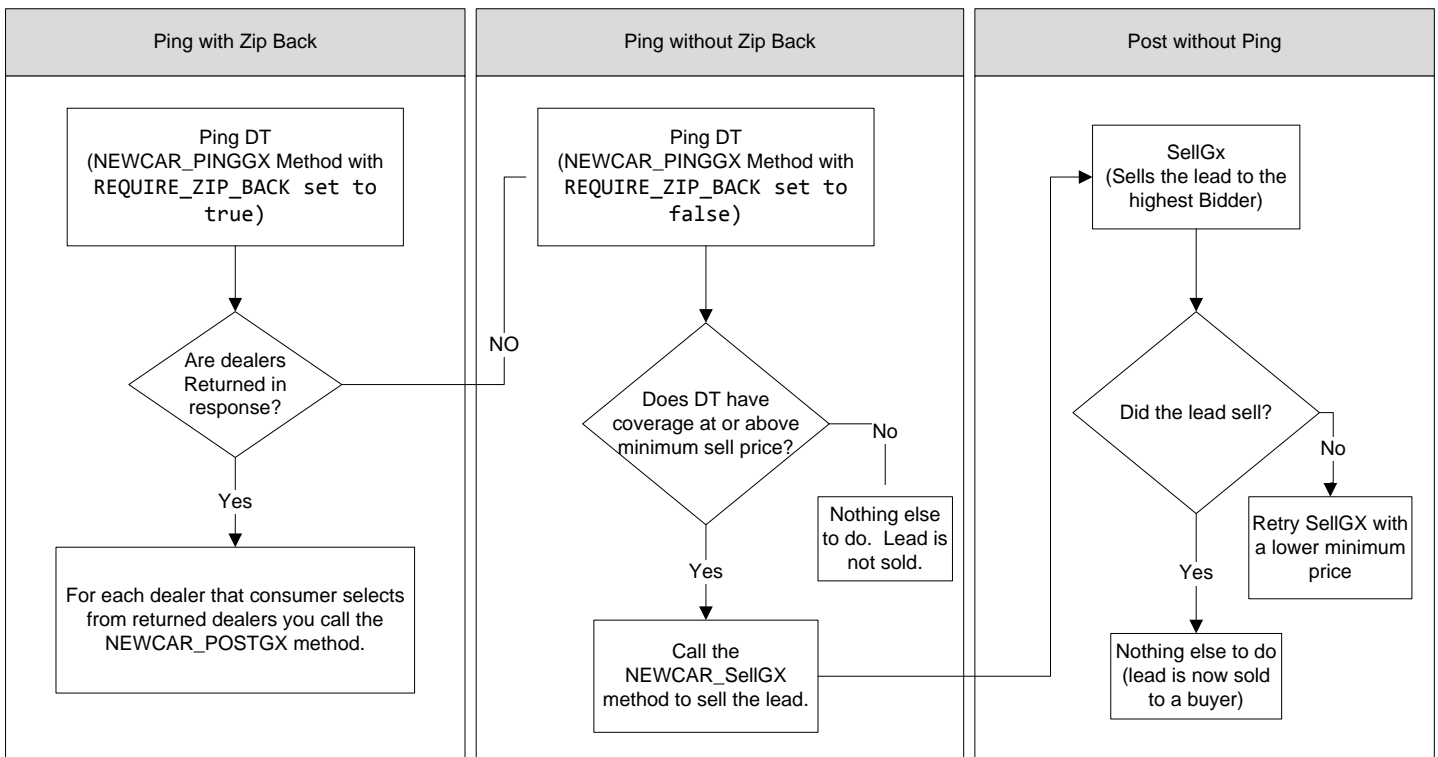 Ping with Zip Back
Ping DT
(NEWCAR_PINGGX Method with
REQUIRE_ZIP_BACK set to
true)
Are dealers
Returned in
response?
Yes
For each dealer that consumer selects
from returned dealers you call the
NEWCAR_POSTGX method.
NO
Ping without Zip Back
Ping DT
(NEWCAR_PINGGX Method with
REQUIRE_ZIP_BACK set to
false)
Does DT have
coverage at or above
minimum sell price?
No
Nothing else
to do.  Lead is
not sold.
Yes
Call the
NEWCAR_SellGX
method to sell the lead.
Post without Ping
SellGx
(Sells the lead to the
highest Bidder)
Did the lead sell?
No
Retry SellGX with
a lower minimum
price
Yes
Nothing else to do
(lead is now sold
to a buyer)